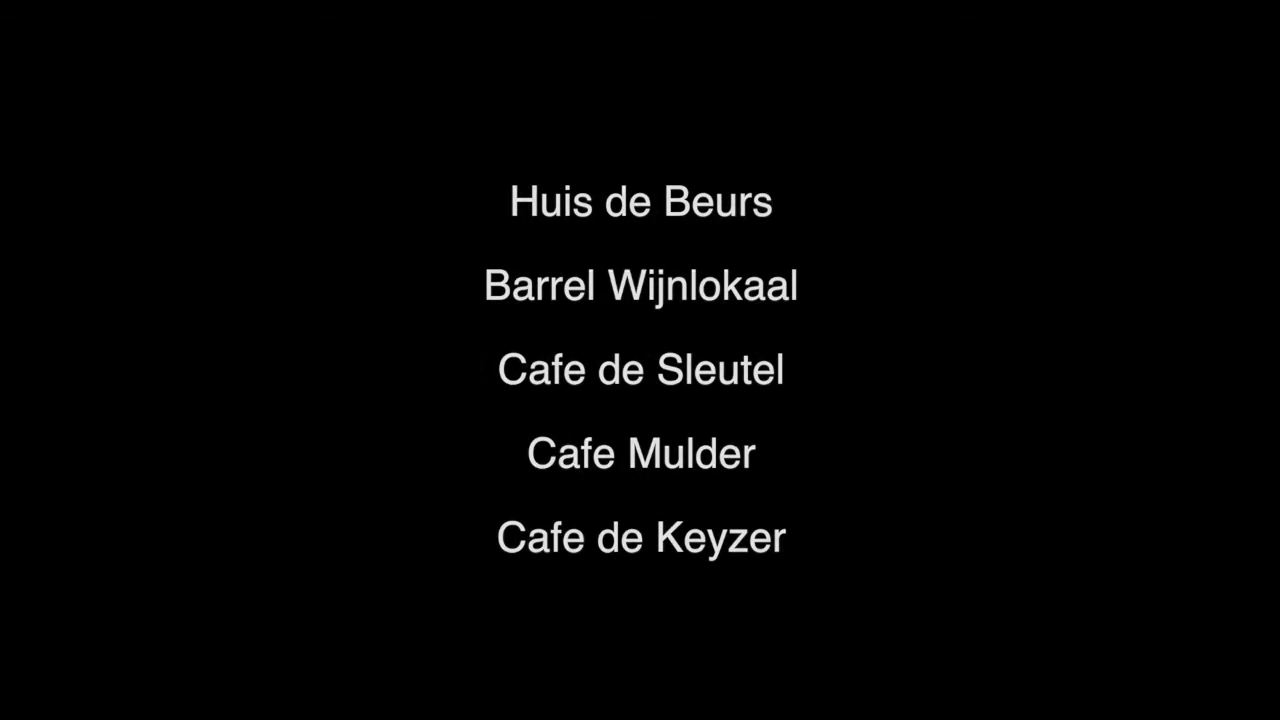 Huis de Beurs
Barrel Wijnlokaal
Cafe de Sleutel
Cafe Mulder
Cafe de Keyzer